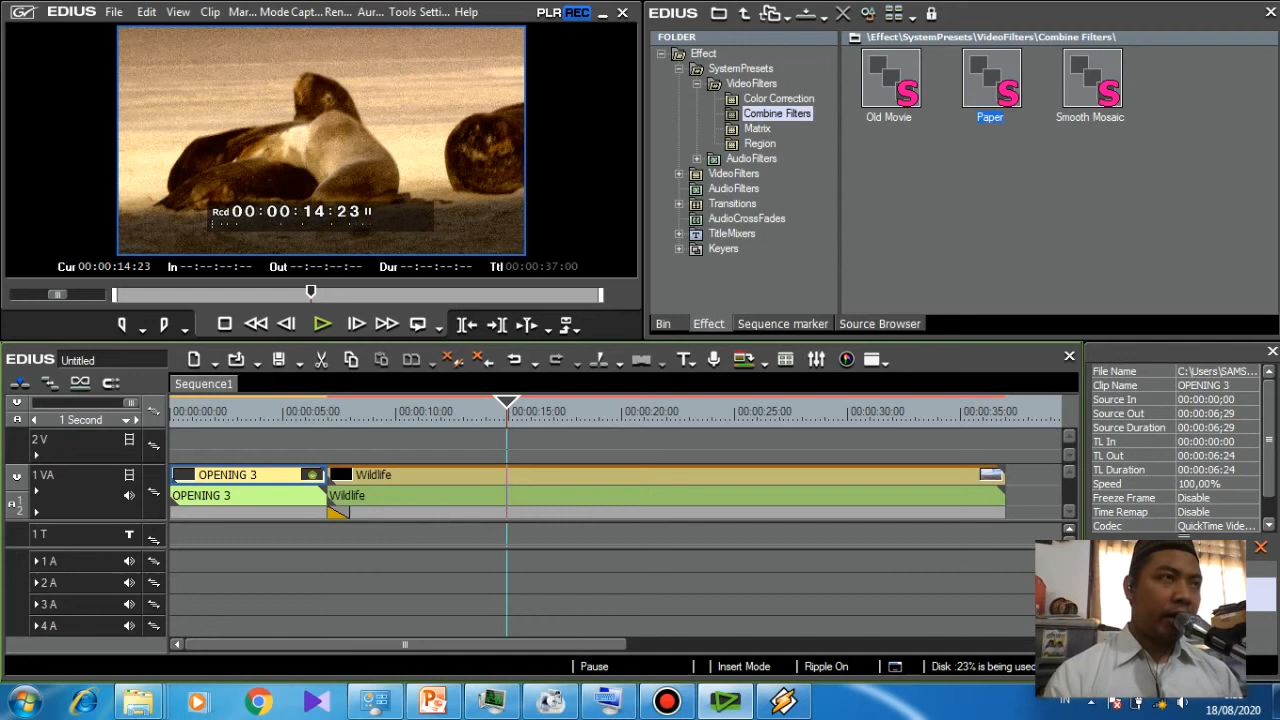 EDIUS File Edit View Clip Mar... Mode Capt... Ren... Aur... Tools Setti... Help PLR REC
Rcd 00:00:14:23
Cur 00:00:14:23 In --:--:--:-- Out --:--:--:-- Dur --:--:--:-- Ttl 00:00:37:00
EDIUS
FOLDER
\Effect\SystemPresets\VideoFilters\Combine Filters\
Effect
SystemPresets
VideoFilters
Color Correction
Combine Filters
Matrix
Region
AudioFilters
VideoFilters
AudioFilters
Transitions
AudioCrossFades
TitleMixers
Keyers
Old Movie
Paper
Smooth Mosaic
Bin Effect Sequence marker Source Browser
EDIUS Untitled
Sequence1
1 Second
00:00:00:00 00:00:05:00 00:00:10:00 00:00:15:00 00:00:20:00 00:00:25:00 00:00:30:00 00:00:35:00
2 V
1 VA OPENING 3 Wildlife
OPENING 3 Wildlife
A 1 2
1 T T
1 A
2 A
3 A
4 A
File Name C:\Users\SAMS...
Clip Name OPENING 3
Source In 00:00:00;00
Source Out 00:00:06;29
Source Duration 00:00:06;29
TL In 00:00:00:00
TL Out 00:00:06:24
TL Duration 00:00:06:24
Speed 100,00%
Freeze Frame Disable
Time Remap Disable
Codec QuickTime Vide...
Pause Insert Mode Ripple On Disk :23% is being used
IN
18/08/2020